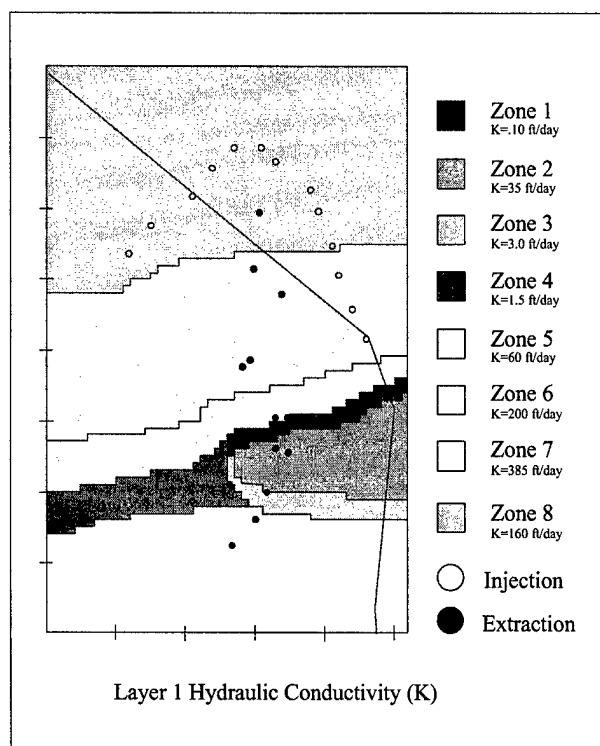 Zone 1
K=.10 ft/day
Zone 2
K=35 ft/day
Zone 3
K=3.0 ft/day
Zone 4
K=1.5 ft/day
Zone 5
K=60 ft/day
Zone 6
K=200 ft/day
Zone 7
K=385 ft/day
Zone 8
K=160 ft/day
Injection
Extraction
Layer 1 Hydraulic Conductivity (K)